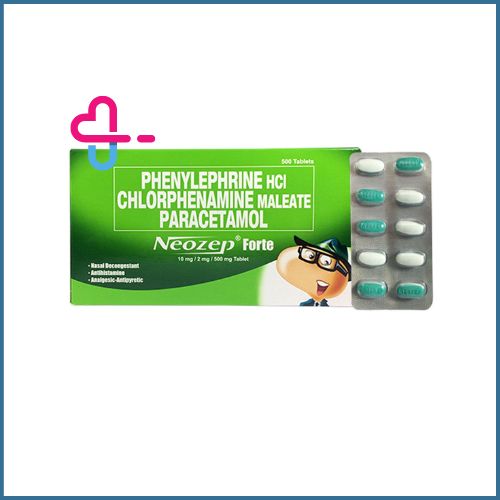 500 Tablets
PHENYLEPHRINE HCl
CHLORPHENAMINE MALEATE
PARACETAMOL
Neozep® Forte
10 mg / 2 mg / 500 mg Tablet
• Nasal Decongestant
• Antihistamine
• Analgesic-Antipyretic